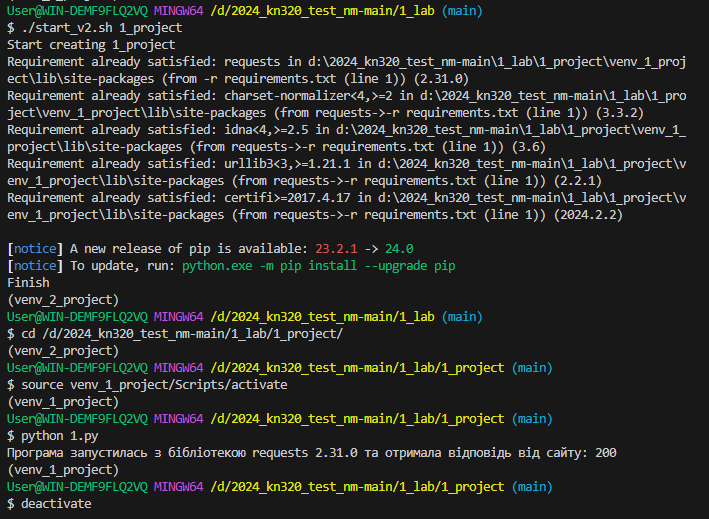 User@WIN-DEMF9FLQ2VQ MINGW64 /d/2024_kn320_test_nm-main/1_lab (main)
$ ./start_v2.sh 1_project
Start creating 1_project
Requirement already satisfied: requests in d:\2024_kn320_test_nm-main\1_lab\1_project\venv_1_proj
ect\lib\site-packages (from -r requirements.txt (line 1)) (2.31.0)
Requirement already satisfied: charset-normalizer<4,>=2 in d:\2024_kn320_test_nm-main\1_lab\1_pro
ject\venv_1_project\lib\site-packages (from requests->-r requirements.txt (line 1)) (3.3.2)
Requirement already satisfied: idna<4,>=2.5 in d:\2024_kn320_test_nm-main\1_lab\1_project\venv_1_
project\lib\site-packages (from requests->-r requirements.txt (line 1)) (3.6)
Requirement already satisfied: urllib3<3,>=1.21.1 in d:\2024_kn320_test_nm-main\1_lab\1_project\v
env_1_project\lib\site-packages (from requests->-r requirements.txt (line 1)) (2.2.1)
Requirement already satisfied: certifi>=2017.4.17 in d:\2024_kn320_test_nm-main\1_lab\1_project\v
env_1_project\lib\site-packages (from requests->-r requirements.txt (line 1)) (2024.2.2)
[notice] A new release of pip is available: 23.2.1 -> 24.0
[notice] To update, run: python.exe -m pip install --upgrade pip
Finish
(venv_2_project)
User@WIN-DEMF9FLQ2VQ MINGW64 /d/2024_kn320_test_nm-main/1_lab (main)
$ cd /d/2024_kn320_test_nm-main/1_lab/1_project/
(venv_2_project)
User@WIN-DEMF9FLQ2VQ MINGW64 /d/2024_kn320_test_nm-main/1_lab/1_project (main)
$ source venv_1_project/Scripts/activate
(venv_1_project)
User@WIN-DEMF9FLQ2VQ MINGW64 /d/2024_kn320_test_nm-main/1_lab/1_project (main)
$ python 1.py
Програма запустилась з бібліотекою requests 2.31.0 та отримала відповідь від сайту: 200
(venv_1_project)
User@WIN-DEMF9FLQ2VQ MINGW64 /d/2024_kn320_test_nm-main/1_lab/1_project (main)
$ deactivate